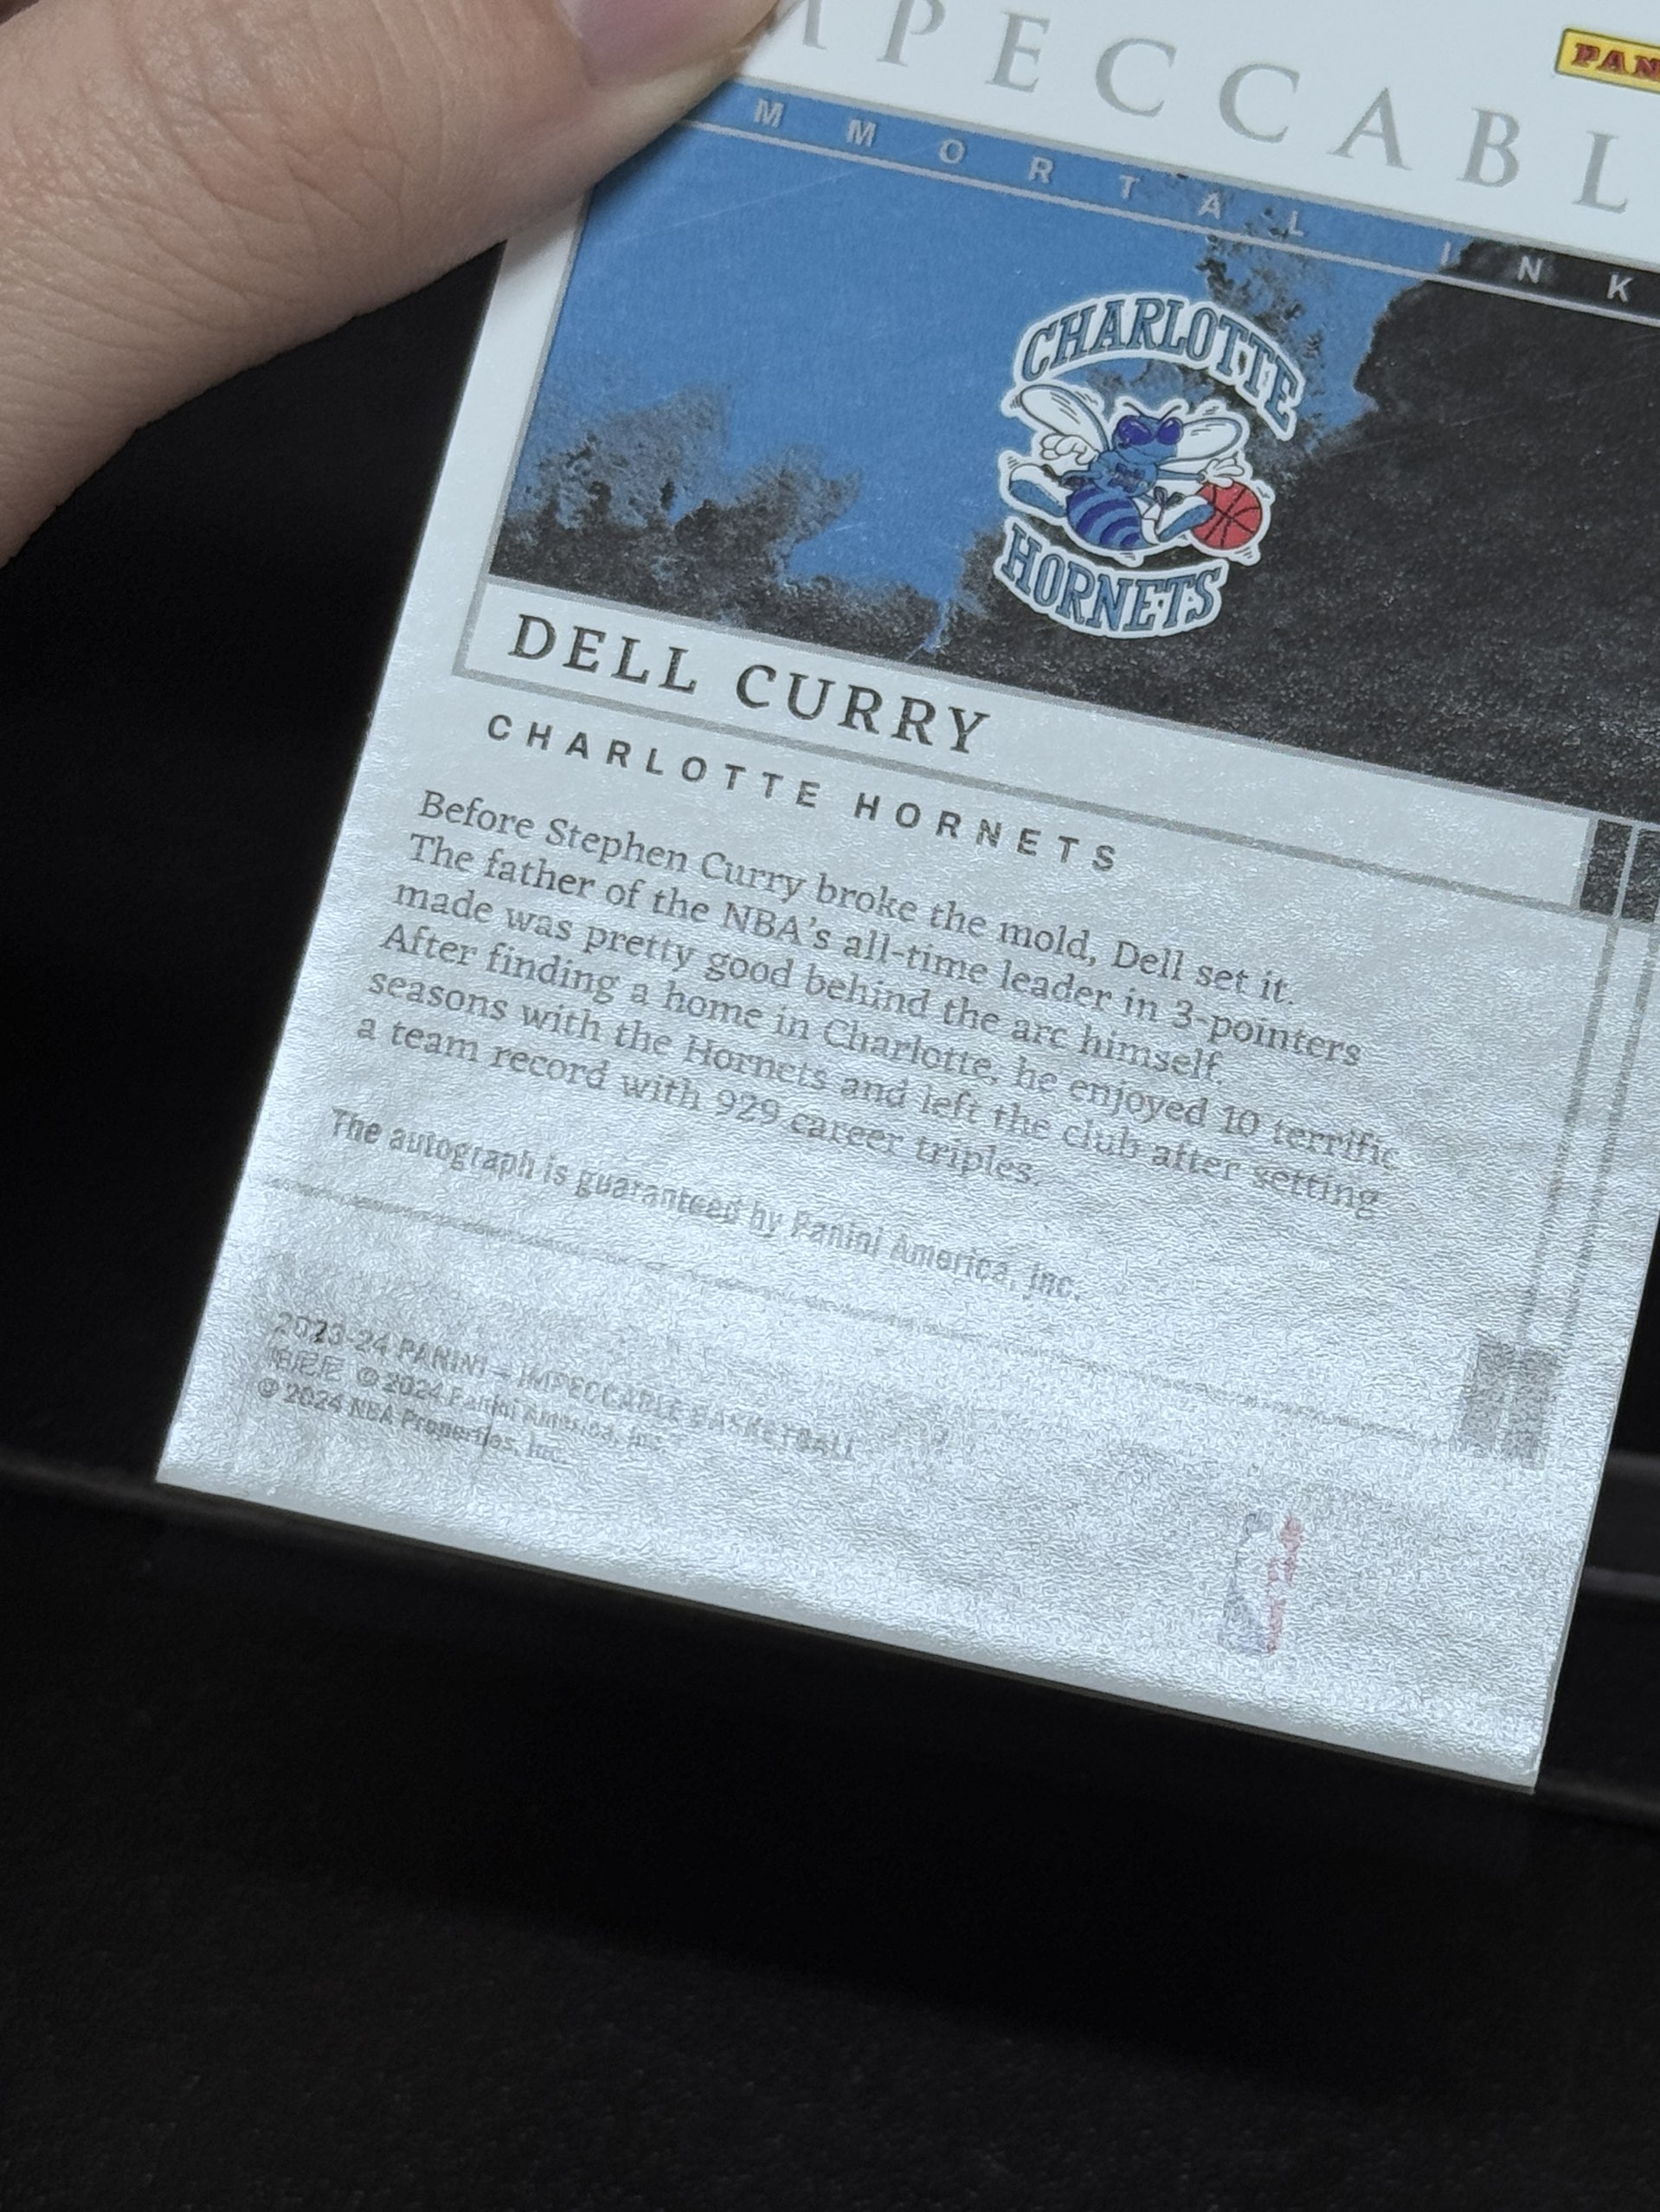 MPECCABL
PAN
MMORTAL INK
CHARLOTTE
HORNETS
DELL CURRY
CHARLOTTE HORNETS
Before Stephen Curry broke the mold, Dell set it.
The father of the NBA's all-time leader in 3-pointers
made was pretty good behind the arc himself.
After finding a home in Charlotte, he enjoyed 10 terrific
seasons with the Hornets and left the club after setting
a team record with 929 career triples.
The autograph is guaranteed by Panini America, Inc.
2023-24 PANINI – IMPECCABLE BASKETBALL
© 2024 Panini America, Inc.
© 2024 NBA Properties, Inc.